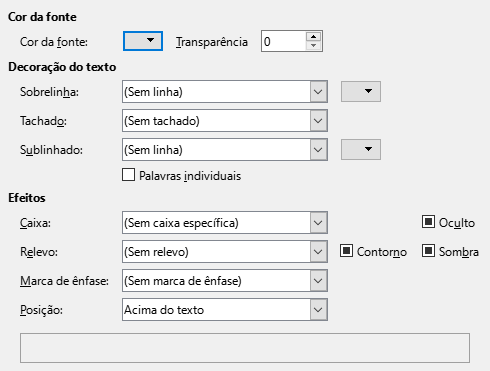 Cor da fonte
Cor da fonte: Transparência 0
Decoração do texto
Sobrelinha: (Sem linha)
Tachado: (Sem tachado)
Sublinhado: (Sem linha)
Palavras individuais
Efeitos
Caixa: (Sem caixa específica) Oculto
Relevo: (Sem relevo) Contorno Sombra
Marca de ênfase: (Sem marca de ênfase)
Posição: Acima do texto